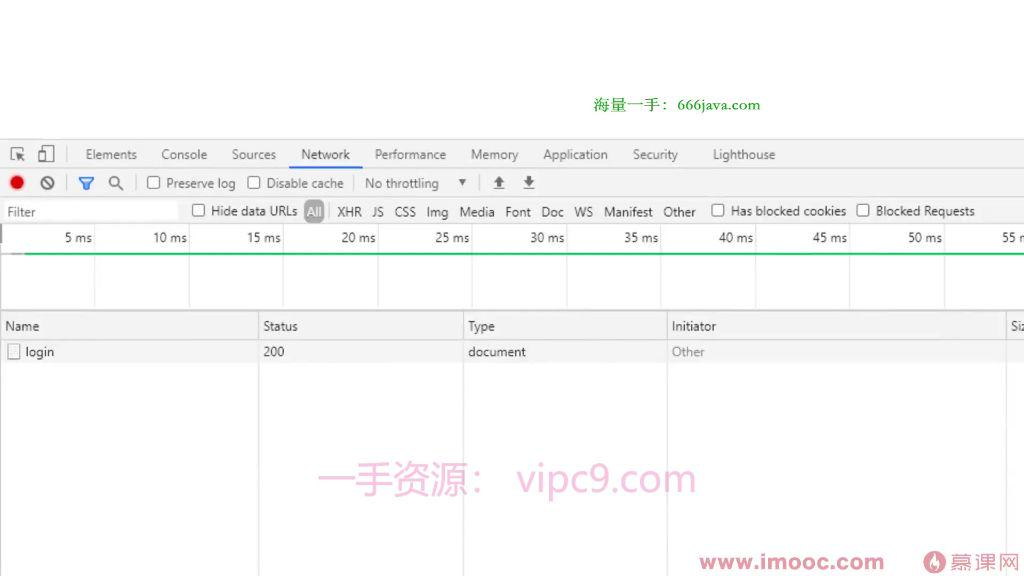 海量一手：666java.com
Elements Console Sources Network Performance Memory Application Security Lighthouse
Preserve log Disable cache No throttling ▼
Filter Hide data URLs All XHR JS CSS Img Media Font Doc WS Manifest Other Has blocked cookies Blocked Requests
5 ms 10 ms 15 ms 20 ms 25 ms 30 ms 35 ms 40 ms 45 ms 50 ms 55
Name Status Type Initiator
login 200 document Other
一手资源： vipc9.com
www.imooc.com 慕课网